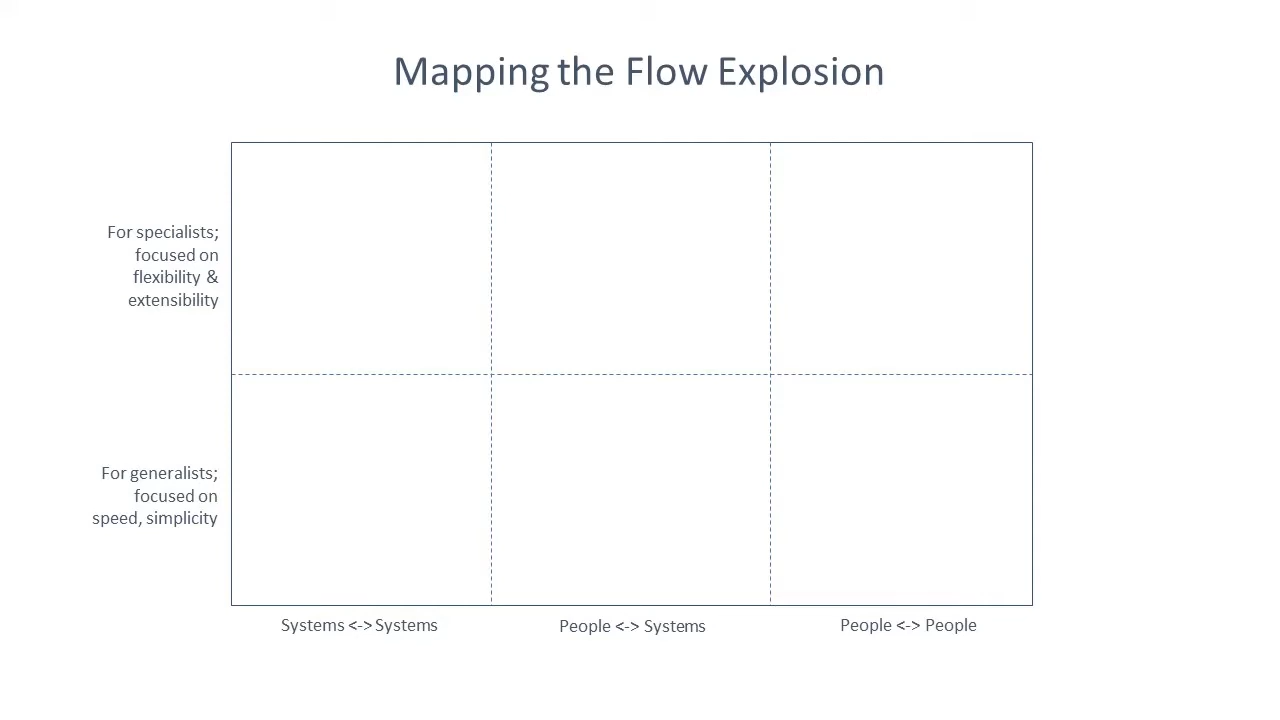 Mapping the Flow Explosion
For specialists;
focused on
flexibility &
extensibility
For generalists;
focused on
speed, simplicity
Systems <-> Systems
People <-> Systems
People <-> People